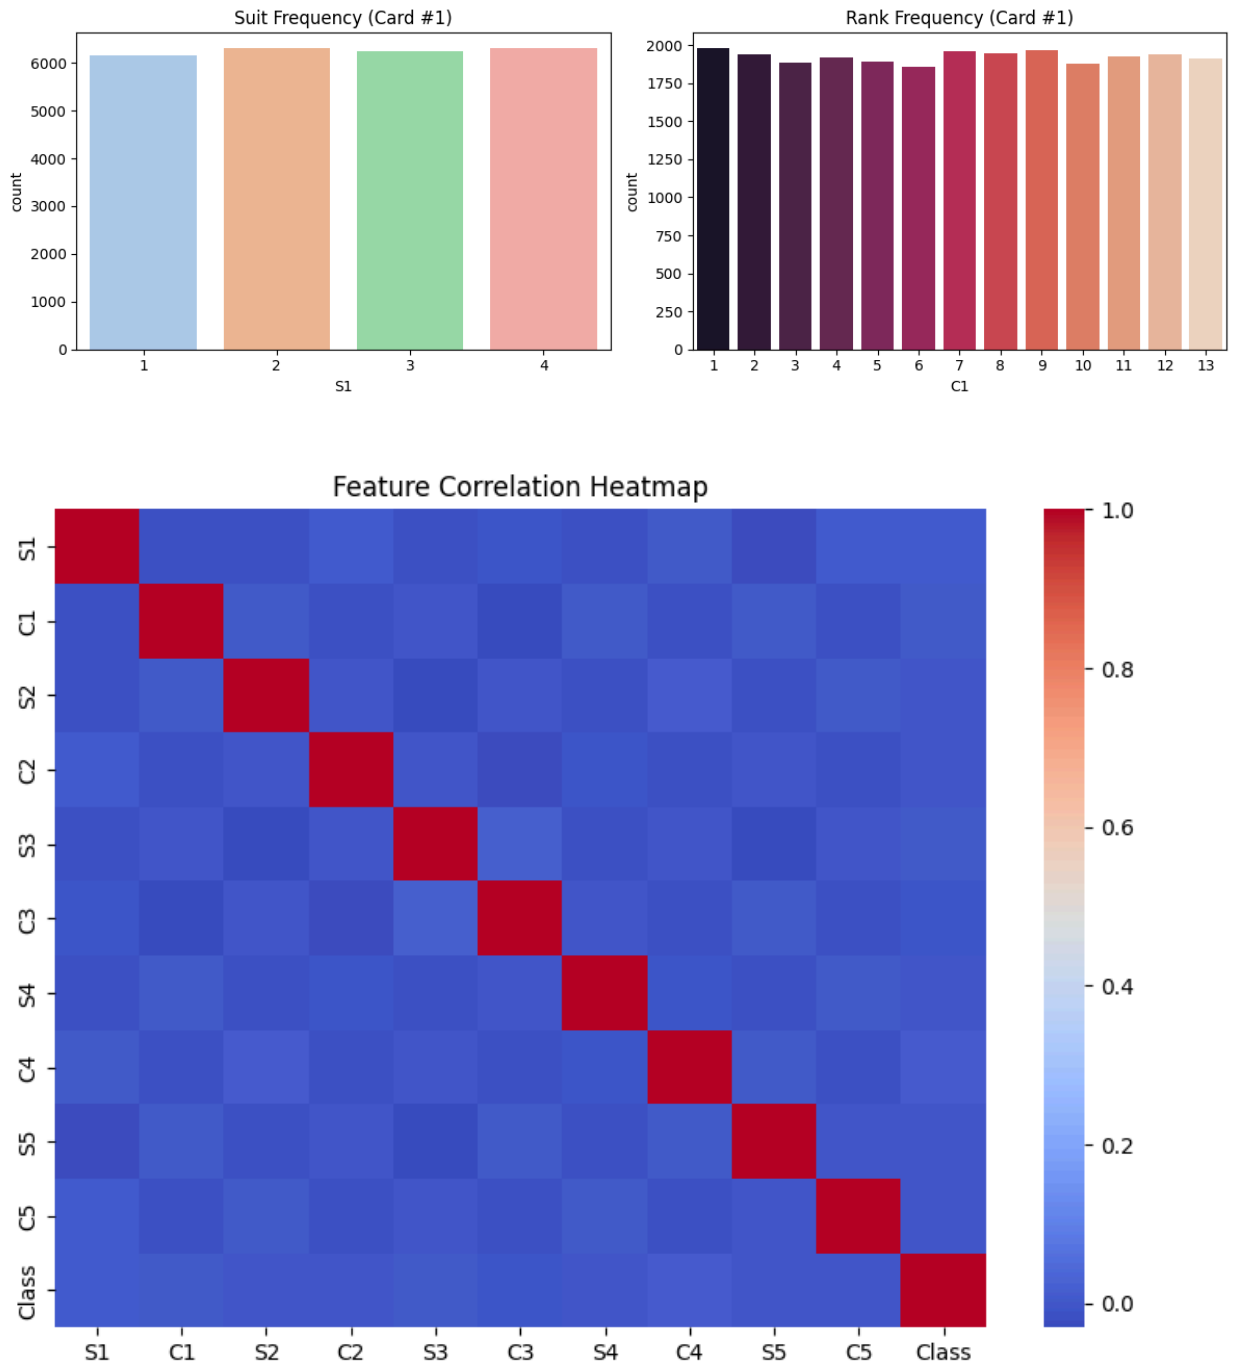 Suit Frequency (Card #1)
6000
5000
4000
3000
2000
1000
0
count
1 2 3 4
S1
Rank Frequency (Card #1)
2000
1750
1500
1250
1000
750
500
250
0
count
1 2 3 4 5 6 7 8 9 10 11 12 13
C1
Feature Correlation Heatmap
S1
C1
S2
C2
S3
C3
S4
C4
S5
C5
Class
S1 C1 S2 C2 S3 C3 S4 C4 S5 C5 Class
1.0
0.8
0.6
0.4
0.2
0.0